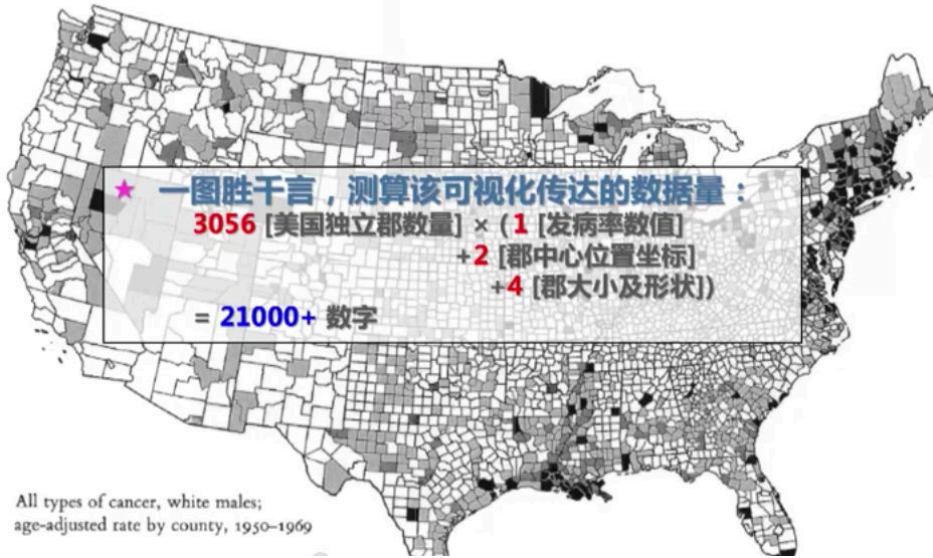 ★ 一图胜千言，测算该可视化传达的数据量：
3056 [美国独立郡数量] × (1 [发病率数值]
+2 [郡中心位置坐标]
+4 [郡大小及形状])
= 21000+ 数字
All types of cancer, white males;
age-adjusted rate by county, 1950–1969